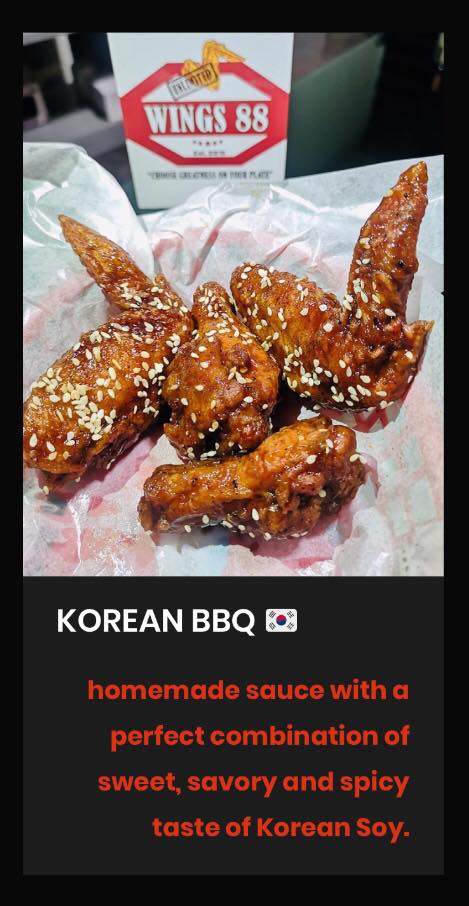 UNLIMITED
WINGS 88
"CHOOSE GREATNESS ON YOUR PLATE"
KOREAN BBQ 🇰🇷
homemade sauce with a
perfect combination of
sweet, savory and spicy
taste of Korean Soy.